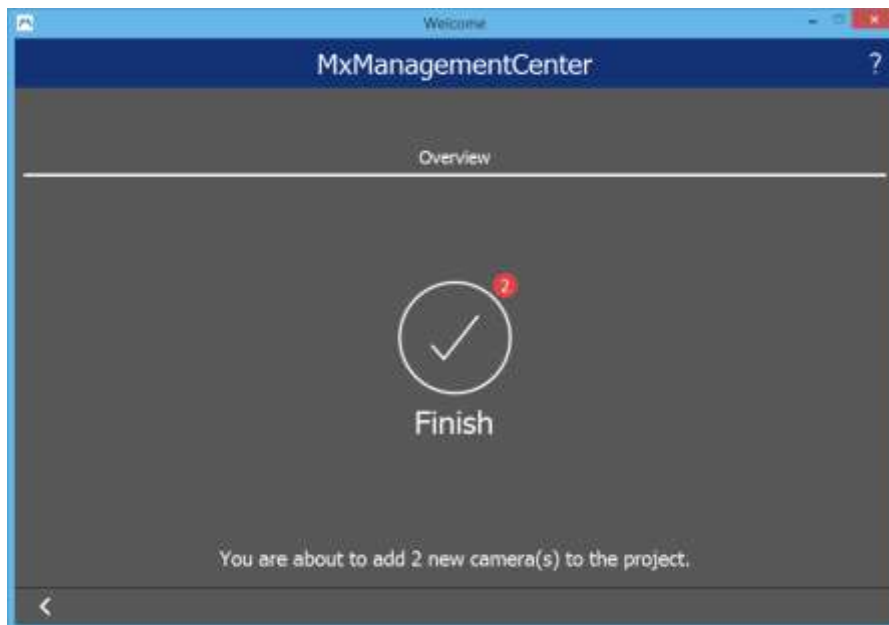 Welcome
MxManagementCenter
?
Overview
2
Finish
You are about to add 2 new camera(s) to the project.